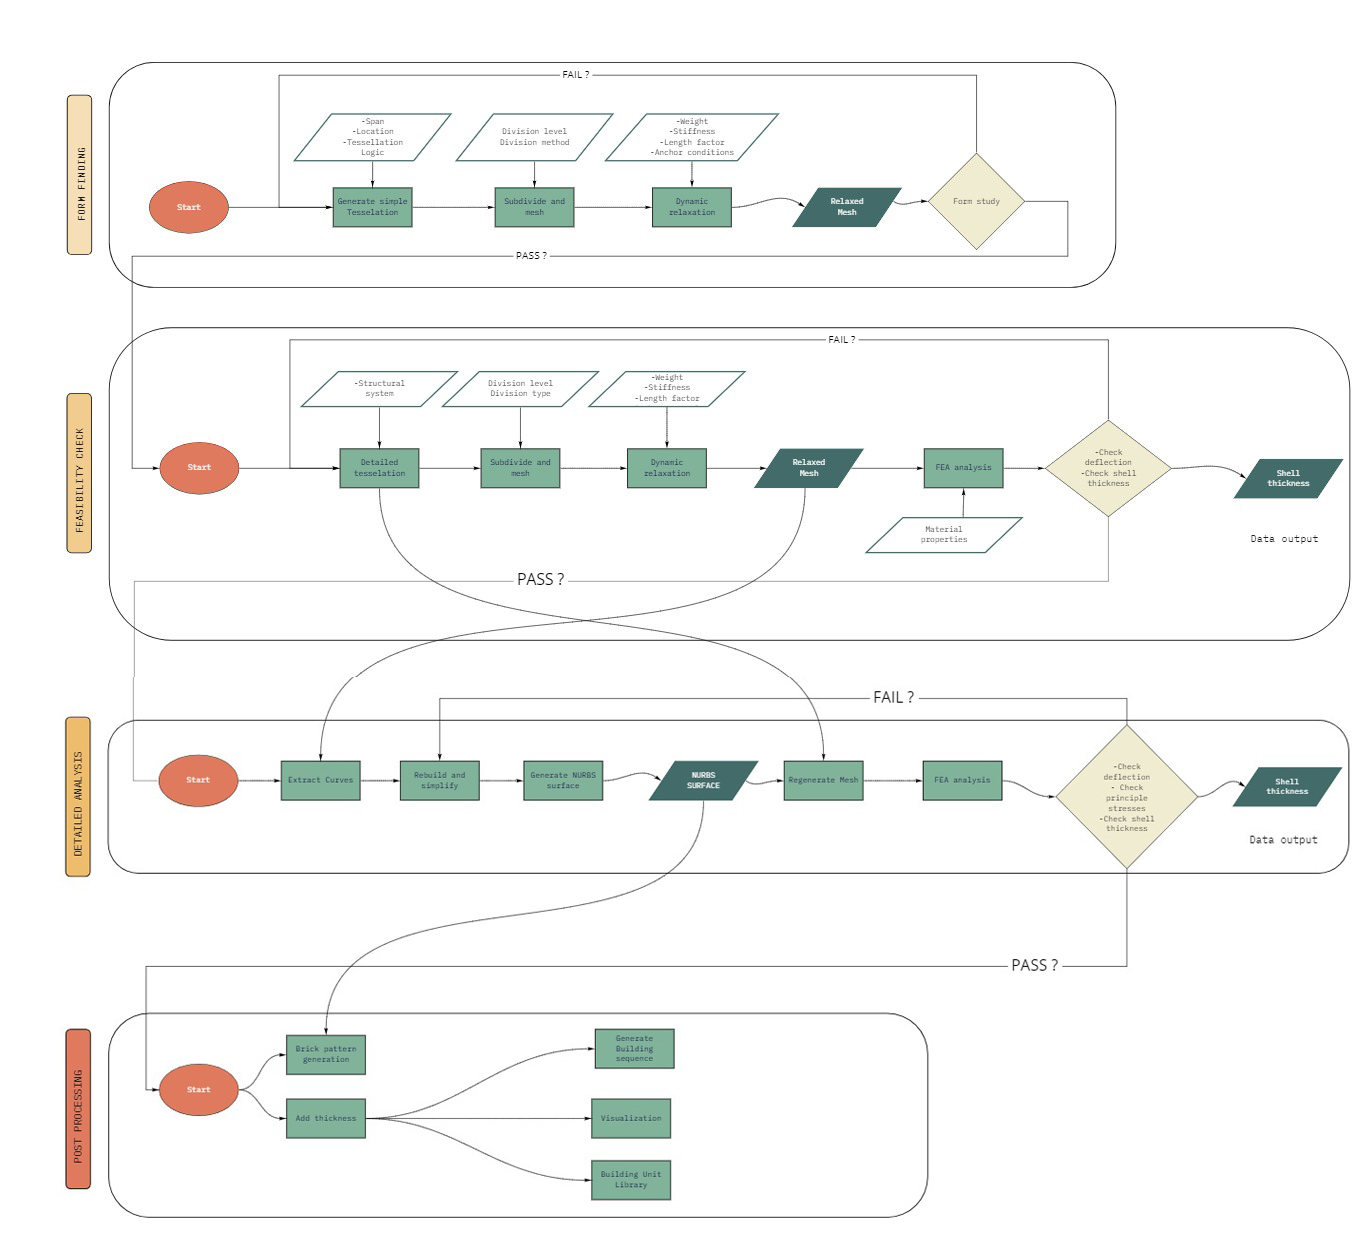 FORM FINDING
FAIL ?
-Span
-Location
-Tessellation
Logic
Division level
Division method
-Weight
-Stiffness
-Length factor
-Anchor conditions
Start
Generate simple
Tesselation
Subdivide and
mesh
Dynamic
relaxation
Relaxed
Mesh
Form study
PASS ?
FEASIBILITY CHECK
FAIL ?
-Structural
system
Division level
Division type
-Weight
-Stiffness
-Length factor
Start
Detailed
tesselation
Subdivide and
mesh
Dynamic
relaxation
Relaxed
Mesh
FEA analysis
-Check
deflection
-Check shell
thickness
Shell
thickness
Material
properties
Data output
PASS ?
DETAILED ANALYSIS
FAIL ?
Start
Extract Curves
Rebuild and
simplify
Generate NURBS
surface
NURBS
SURFACE
Regenerate Mesh
FEA analysis
-Check
deflection
- Check
principle
stresses
-Check shell
thickness
Shell
thickness
Data output
PASS ?
POST PROCESSING
Start
Brick pattern
generation
Add thickness
Generate
Building
sequence
Visualization
Building Unit
Library